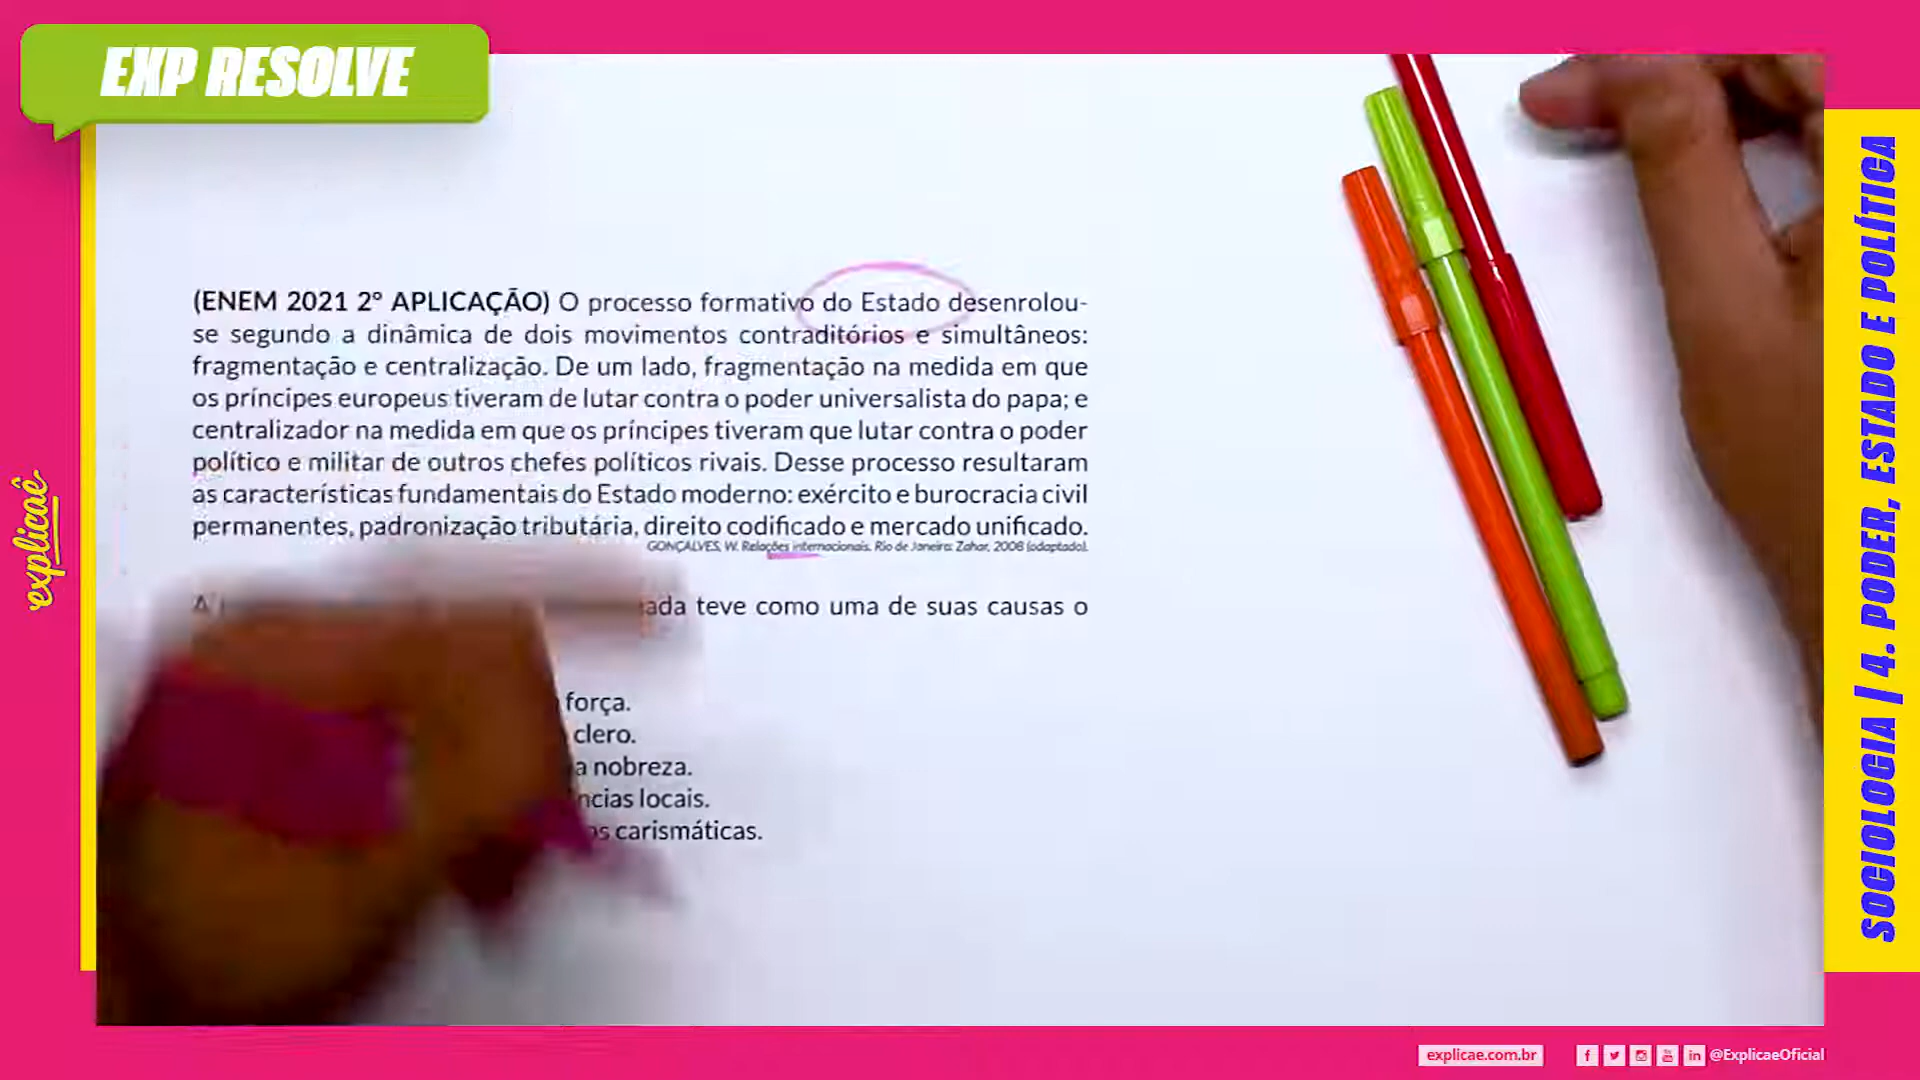 EXP RESOLVE
(ENEM 2021 2º APLICAÇÃO) O processo formativo do Estado desenrolou-
se segundo a dinâmica de dois movimentos contraditórios e simultâneos:
fragmentação e centralização. De um lado, fragmentação na medida em que
os príncipes europeus tiveram de lutar contra o poder universalista do papa; e
centralizador na medida em que os príncipes tiveram que lutar contra o poder
político e militar de outros chefes políticos rivais. Desse processo resultaram
as características fundamentais do Estado moderno: exército e burocracia civil
permanentes, padronização tributária, direito codificado e mercado unificado.
GONÇALVES, W. Relações internacionais. Rio de Janeiro: Zahar, 2008 (adaptado).
A
ada teve como uma de suas causas o
força.
clero.
a nobreza.
ncias locais.
os carismáticas.
explicaê
SOCIOLOGIA | 4. PODER, ESTADO E POLÍTICA
explicae.com.br
@ExplicaeOficial